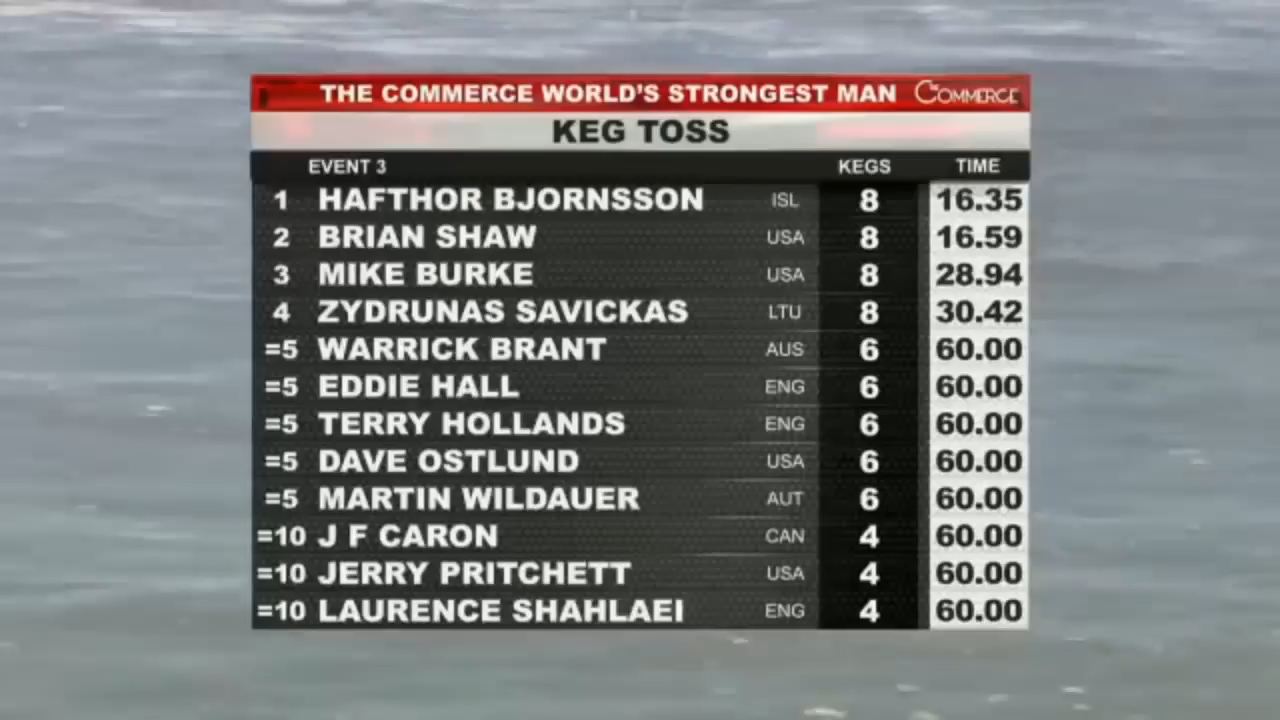 THE COMMERCE WORLD'S STRONGEST MAN THE COMMERCE
KEG TOSS
EVENT 3 KEGS TIME
1 HAFTHOR BJORNSSON ISL 8 16.35
2 BRIAN SHAW USA 8 16.59
3 MIKE BURKE USA 8 28.94
4 ZYDRUNAS SAVICKAS LTU 8 30.42
=5 WARRICK BRANT AUS 6 60.00
=5 EDDIE HALL ENG 6 60.00
=5 TERRY HOLLANDS ENG 6 60.00
=5 DAVE OSTLUND USA 6 60.00
=5 MARTIN WILDAUER AUT 6 60.00
=10 J F CARON CAN 4 60.00
=10 JERRY PRITCHETT USA 4 60.00
=10 LAURENCE SHAHLAEI ENG 4 60.00